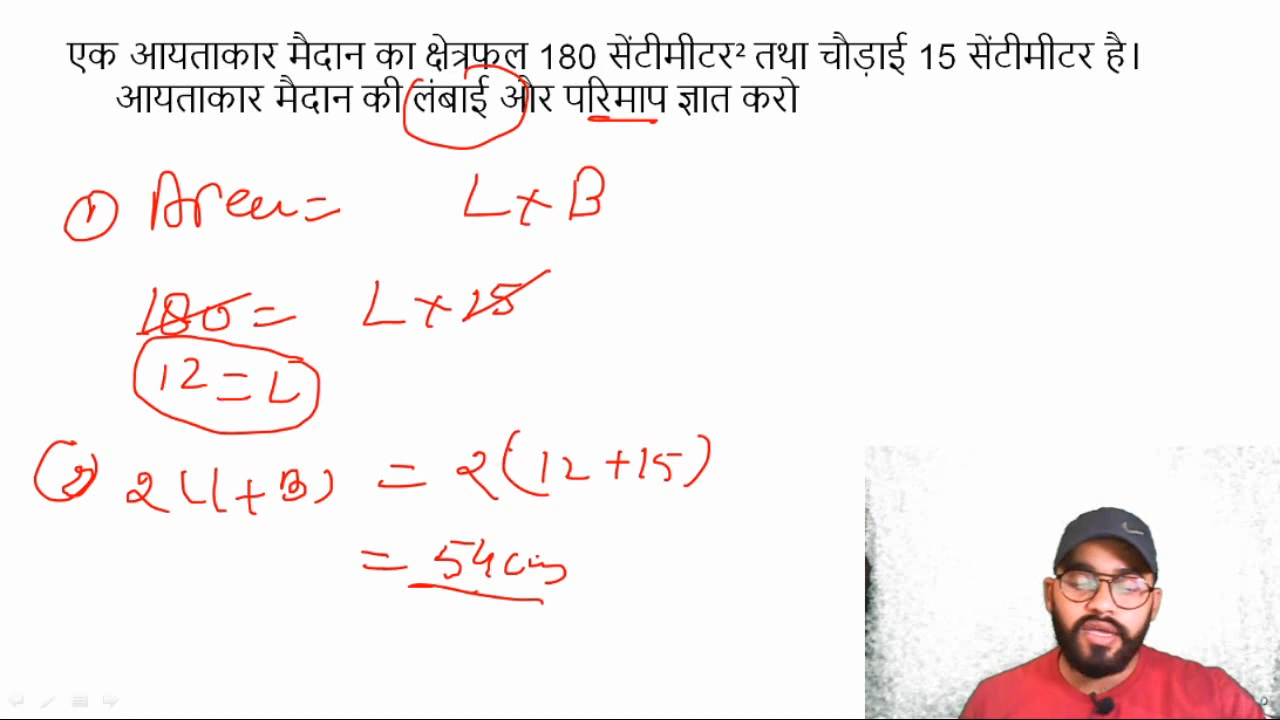 एक आयताकार मैदान का क्षेत्रफल 180 सेंटीमीटर² तथा चौड़ाई 15 सेंटीमीटर है।
आयताकार मैदान की लंबाई और परिमाप ज्ञात करो
① Area = L × B
180 = L × 15
12 = L
(2) 2(l + B) = 2(12 + 15)
= 54 cm